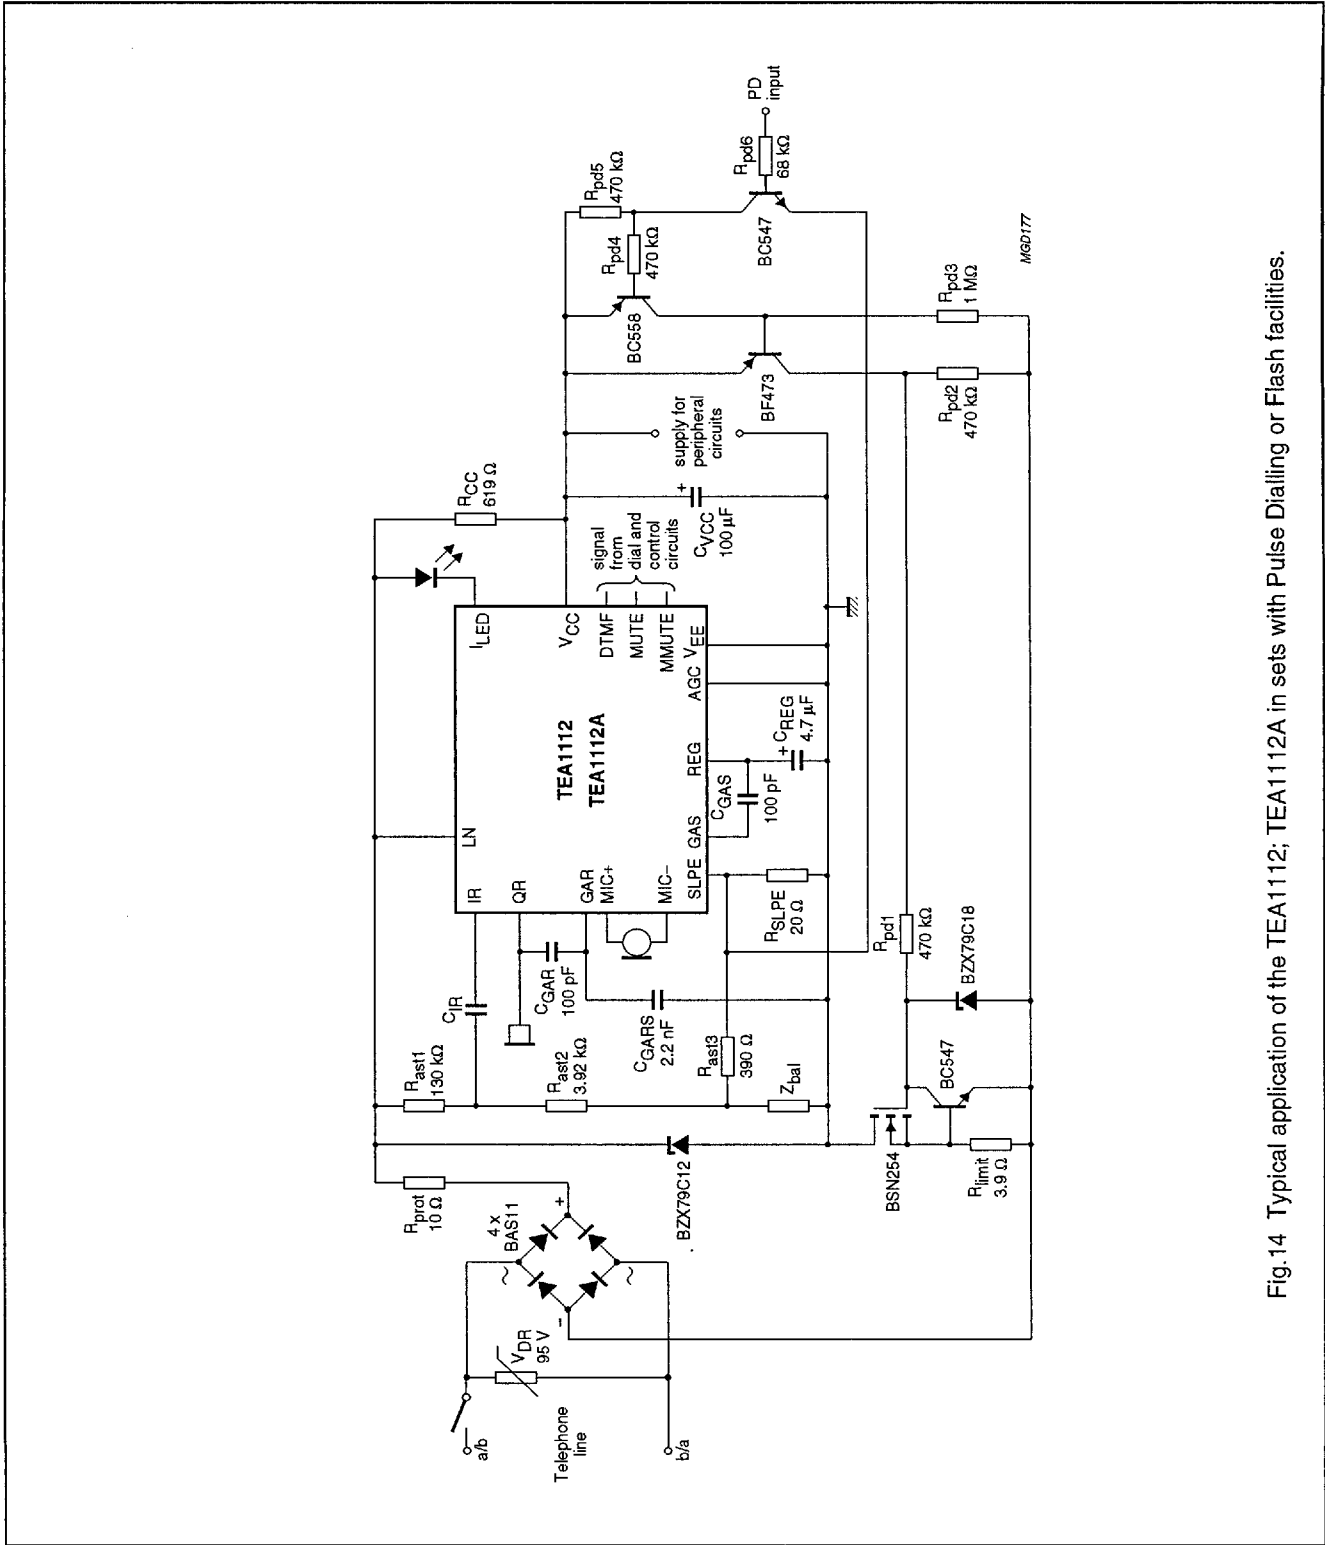 a/b
Telephone
line
b/a
VDR
95 V
4 x
BAS11
~
~
+
−
Rprot
10 Ω
Rast1
130 kΩ
CIR
Rast2
3.92 kΩ
CGAR
100 pF
CGARS
2.2 nF
Rast3
390 Ω
Zbal
BZX79C12
BSN254
Rlimit
3.9 Ω
BC547
BZX79C18
Rpd1
470 kΩ
RSLPE
20 Ω
CGAS
100 pF
+ CREG
4.7 µF
IR
LN
ILED
QR
GAR
MIC+
MIC−
TEA1112
TEA1112A
VCC
DTMF
MUTE
MMUTE
SLPE
GAS
REG
AGC
VEE
RCC
619 Ω
signal
from
dial and
control
circuits
+
CVCC
100 µF
supply for
peripheral
circuits
BC558
BF473
Rpd4
470 kΩ
Rpd5
470 kΩ
BC547
Rpd6
68 kΩ
PD
input
Rpd2
470 kΩ
Rpd3
1 MΩ
MGD177
Fig.14 Typical application of the TEA1112; TEA1112A in sets with Pulse Dialling or Flash facilities.